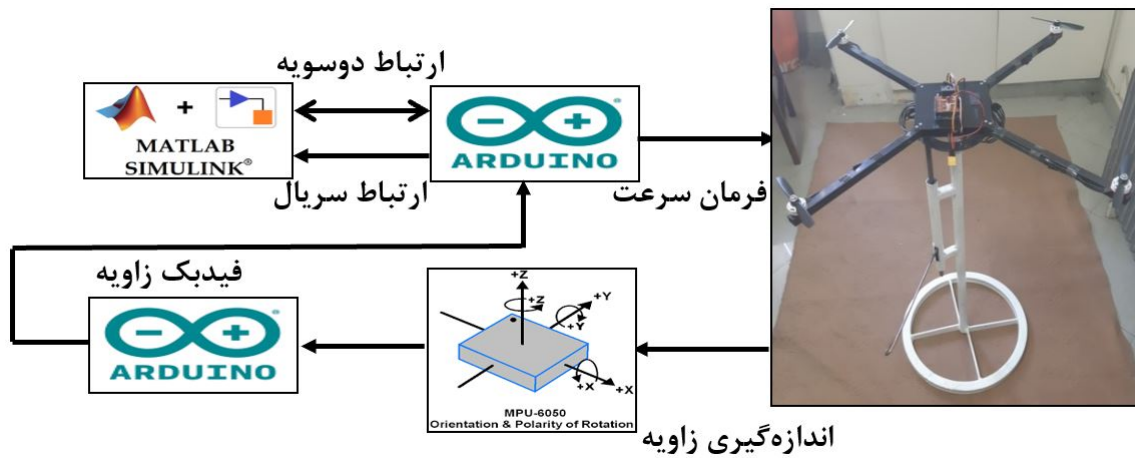 ارتباط دوسویه
+
MATLAB
SIMULINK®
ARDUINO
®
ارتباط سریال
فرمان سرعت
فیدبک زاویه
ARDUINO
®
+Z
+Z
+Y
+Y
+X
+X
MPU-6050
Orientation & Polarity of Rotation
اندازه‌گیری زاویه